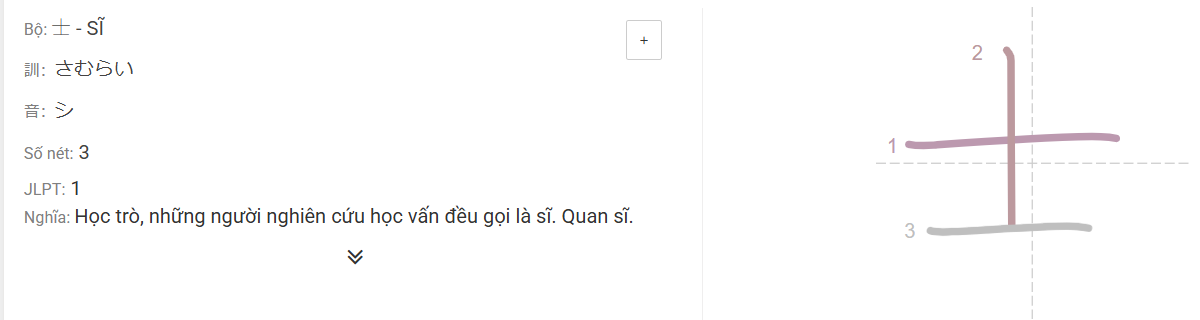 Bộ: 士 - SĨ
+
訓: さむらい
音: シ
Số nét: 3
JLPT: 1
Nghĩa: Học trò, những người nghiên cứu học vấn đều gọi là sĩ. Quan sĩ.
2
1
3